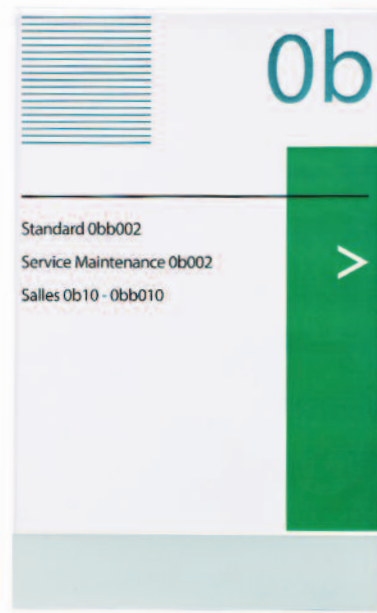 0b
Standard 0bb002
>
Service Maintenance 0b002
Salles 0b10 - 0bb010